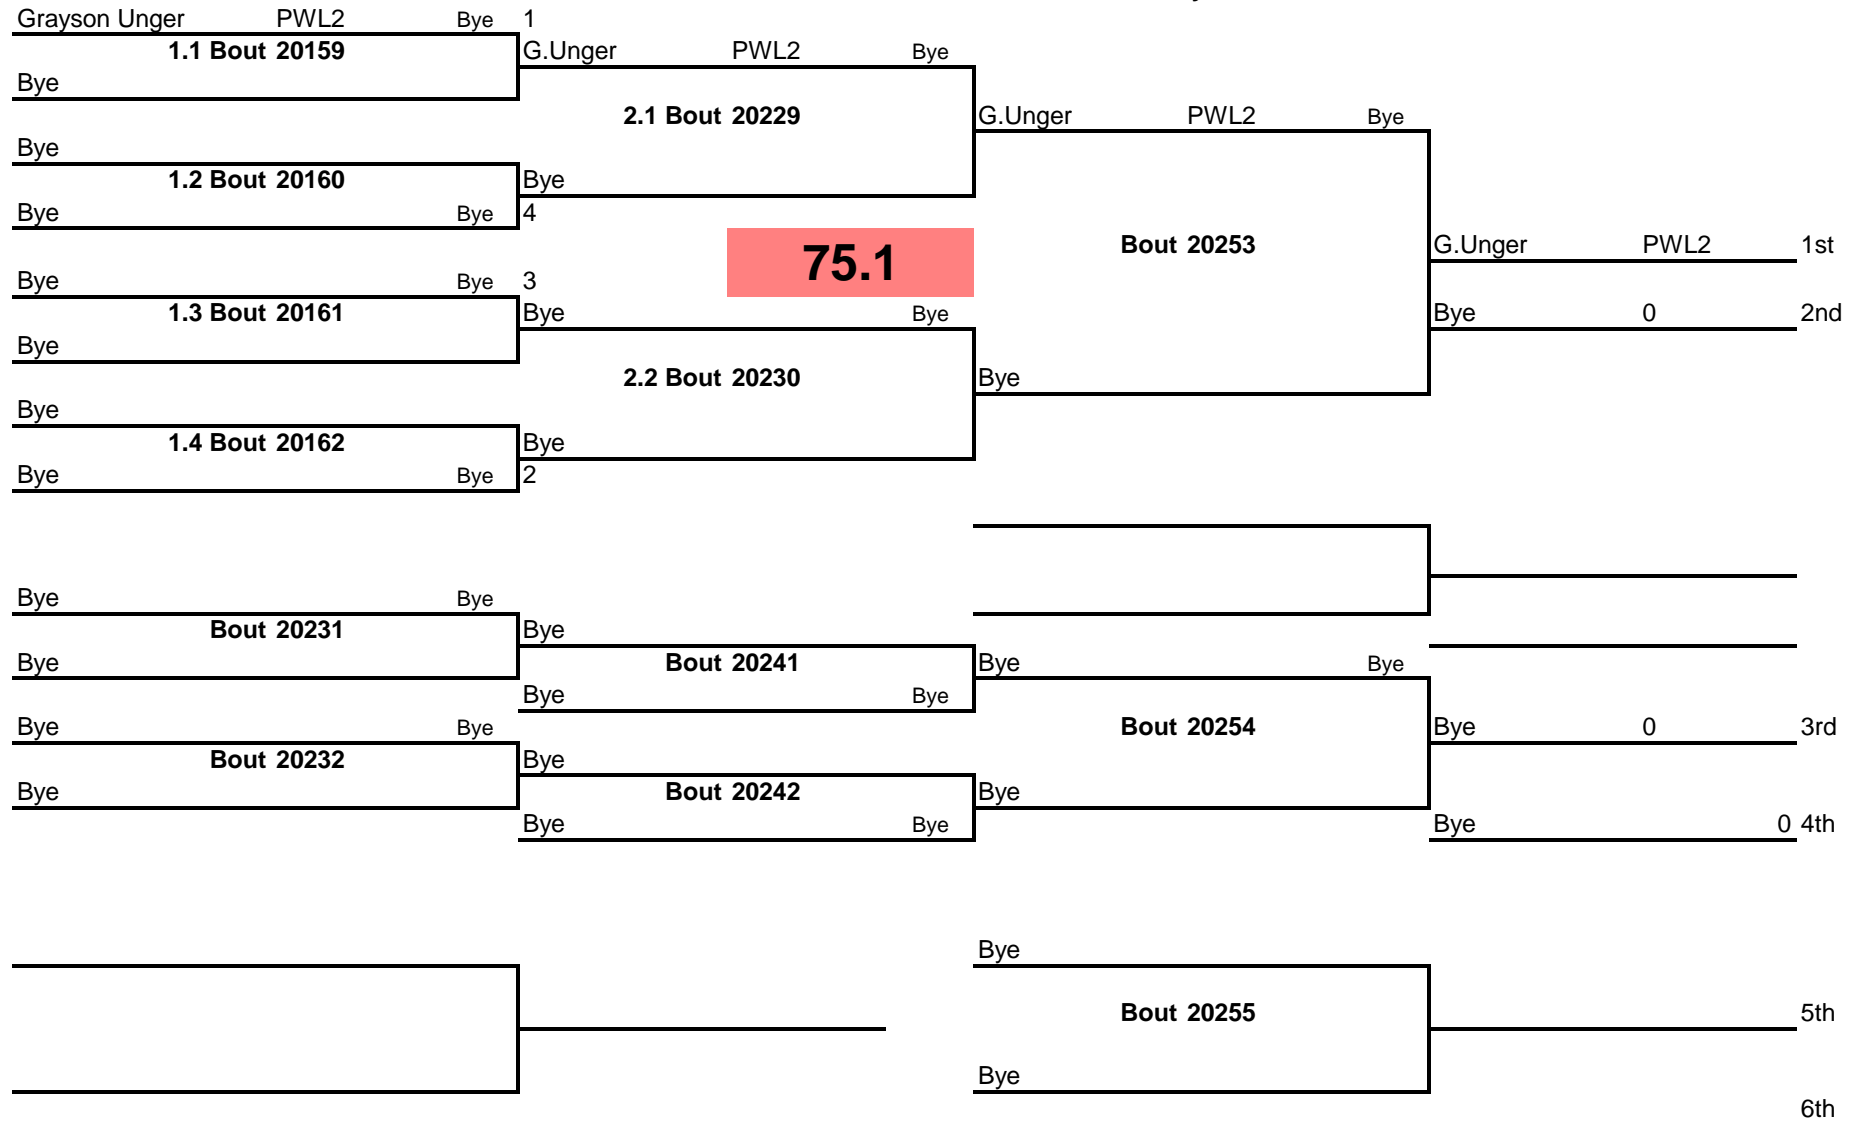 Grayson Unger PWL2 Bye 1
1.1 Bout 20159 G.Unger PWL2 Bye
Bye
2.1 Bout 20229 G.Unger PWL2 Bye
Bye
1.2 Bout 20160 Bye
Bye Bye 4
75.1 Bout 20253 G.Unger PWL2 1st
Bye Bye 3
1.3 Bout 20161 Bye Bye Bye 0 2nd
Bye
2.2 Bout 20230 Bye
Bye
1.4 Bout 20162 Bye
Bye Bye 2
Bye Bye
Bout 20231 Bye
Bye Bout 20241 Bye Bye
Bye Bye
Bye Bye Bout 20254 Bye 0 3rd
Bout 20232 Bye
Bye Bout 20242 Bye
Bye Bye Bye 0 4th
Bye
Bout 20255 5th
Bye
6th